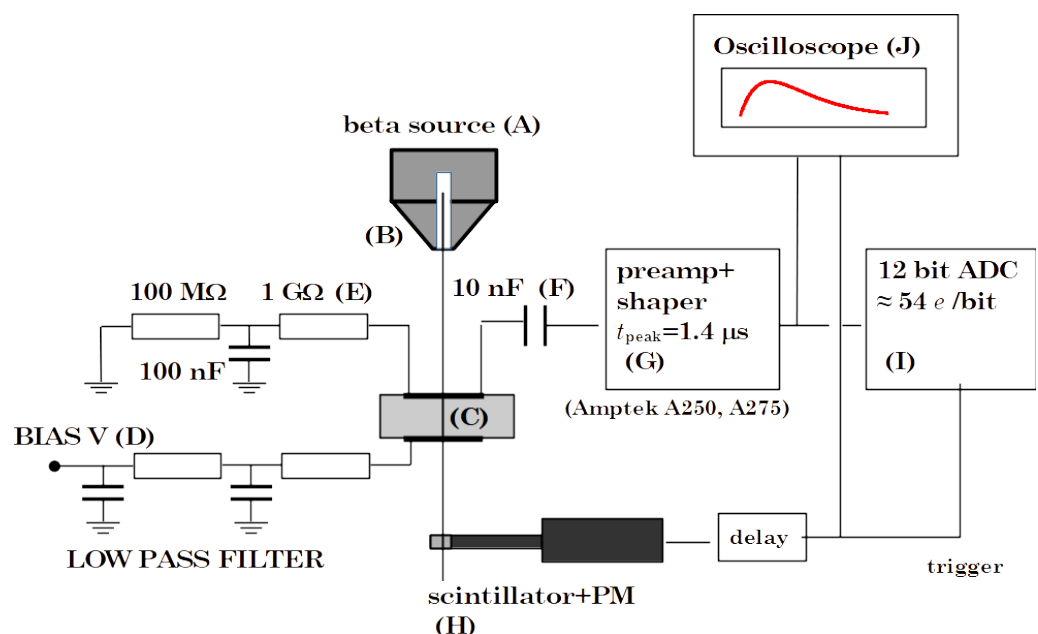 Oscilloscope (J)
beta source (A)
(B)
100 MΩ
1 GΩ (E)
10 nF (F)
100 nF
preamp+
shaper
t_peak=1.4 μs
(G)
12 bit ADC
≈ 54 e /bit
(I)
(Amptek A250, A275)
(C)
BIAS V (D)
LOW PASS FILTER
delay
trigger
scintillator+PM
(H)